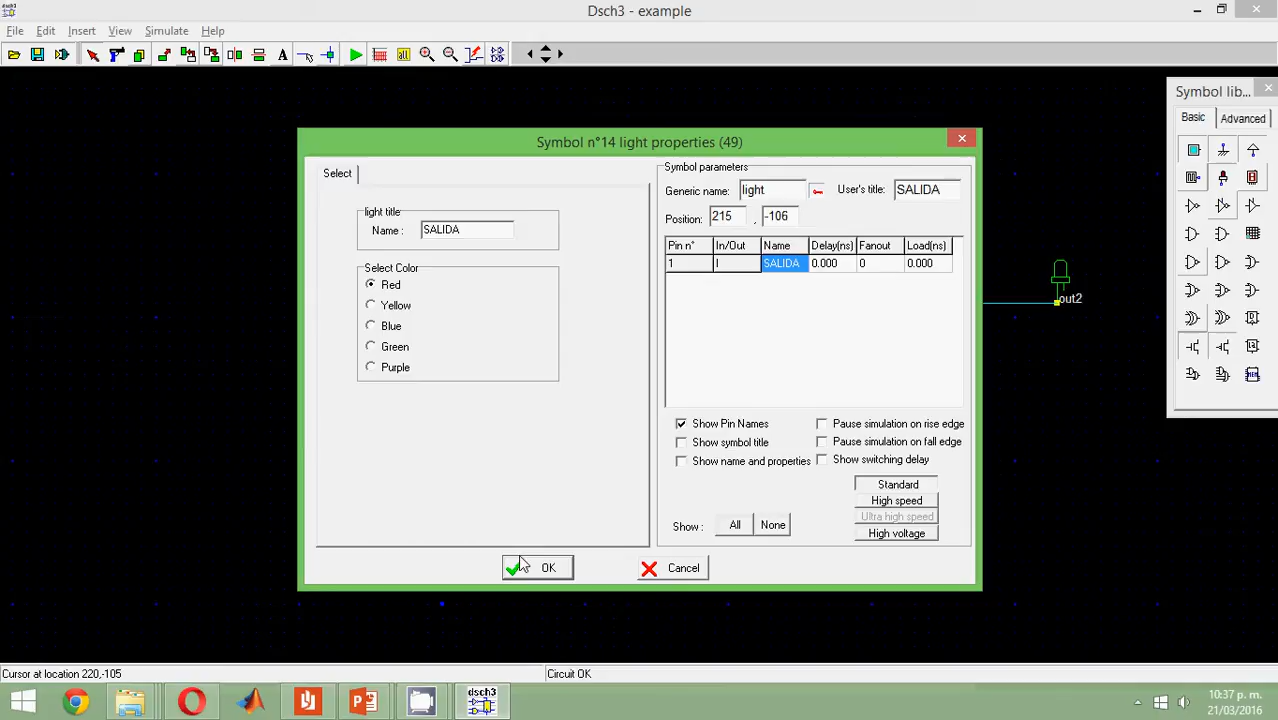 Dsch3 - example
File Edit Insert View Simulate Help
A all
Symbol lib...
Basic Advanced
Symbol n°14 light properties (49)
Select
light title
Name : SALIDA
Select Color
Red
Yellow
Blue
Green
Purple
Symbol parameters
Generic name: light User's title: SALIDA
Position: 215 , -106
Pin n° In/Out Name Delay(ns) Fanout Load(ns)
1 I SALIDA 0.000 0 0.000
Show Pin Names Pause simulation on rise edge
Show symbol title Pause simulation on fall edge
Show name and properties Show switching delay
Standard
High speed
Ultra high speed
High voltage
Show : All None
OK Cancel
out2
Cursor at location 220,-105 Circuit OK
dsch3
10:37 p. m.
21/03/2016